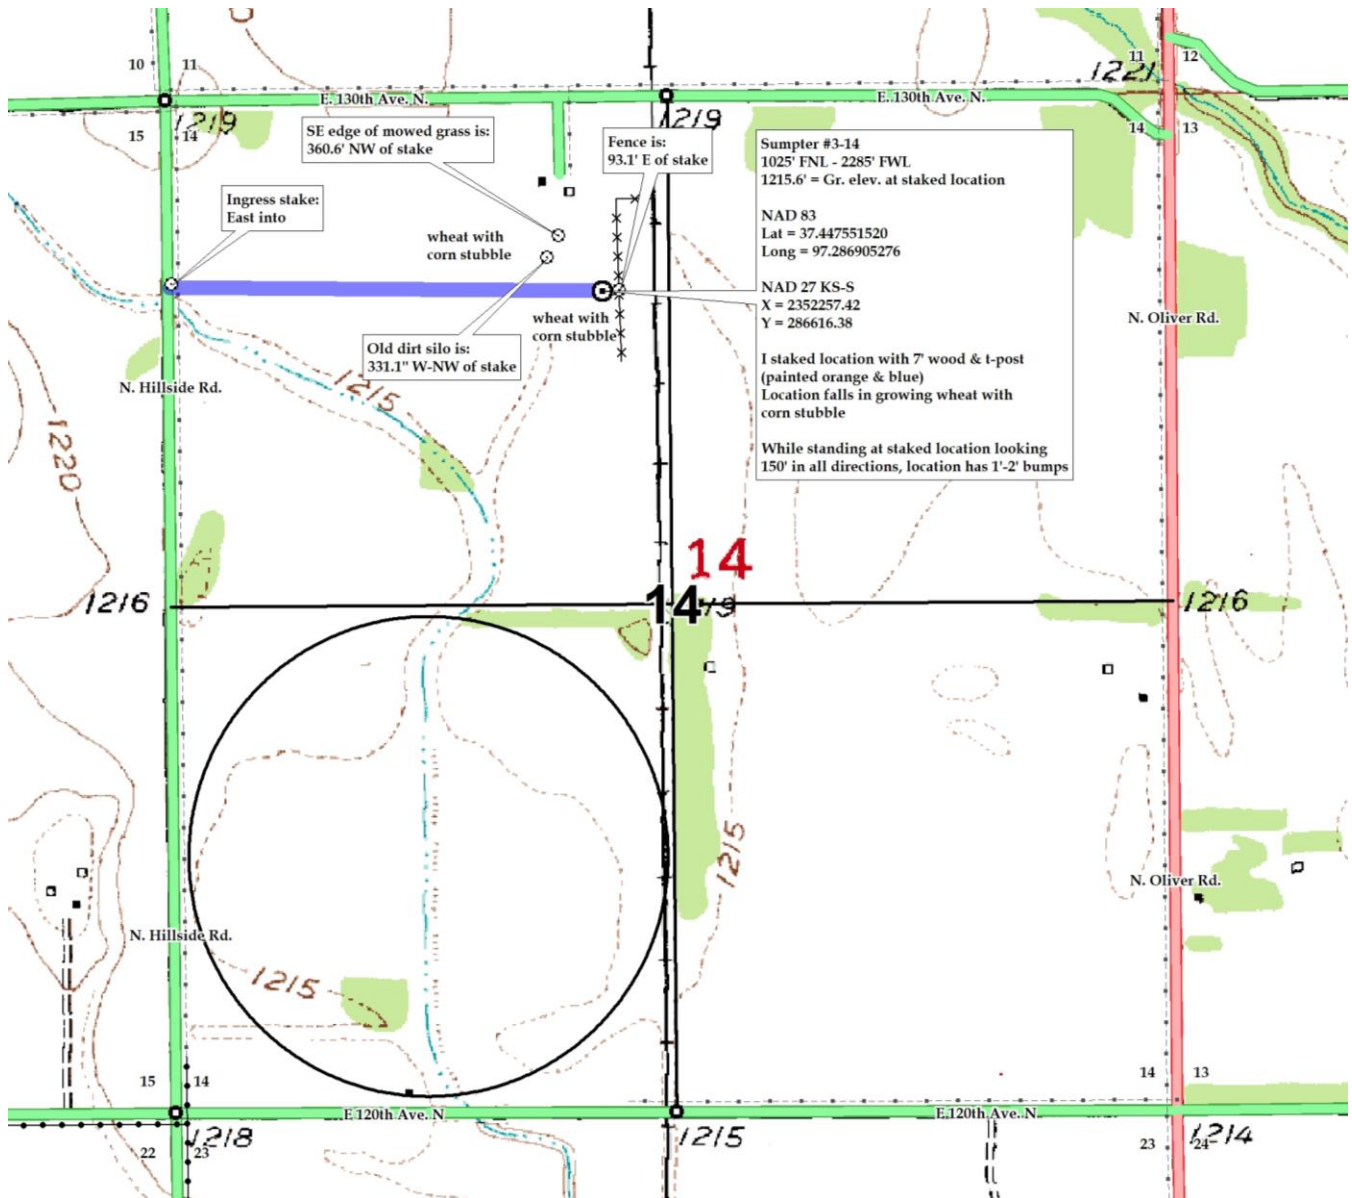 10
11
11
12
1221
E. 130th Ave. N.
E. 130th Ave. N.
1219
1219
15
14
14
13
SE edge of mowed grass is:
360.6' NW of stake
Fence is:
93.1' E of stake
Sumpter #3-14
1025' FNL - 2285' FWL
1215.6' = Gr. elev. at staked location
NAD 83
Lat = 37.447551520
Long = 97.286905276
NAD 27 KS-S
X = 2352257.42
Y = 286616.38
I staked location with 7' wood & t-post
(painted orange & blue)
Location falls in growing wheat with
corn stubble
While standing at staked location looking
150' in all directions, location has 1'-2' bumps
Ingress stake:
East into
wheat with
corn stubble
wheat with
corn stubble
Old dirt silo is:
331.1" W-NW of stake
N. Oliver Rd.
N. Hillside Rd.
1215
1220
14
1216
14
19
1216
1215
N. Oliver Rd.
N. Hillside Rd.
1215
15
14
14
13
E 120th Ave. N
E 120th Ave. N
1218
1215
1214
22
23
23
24